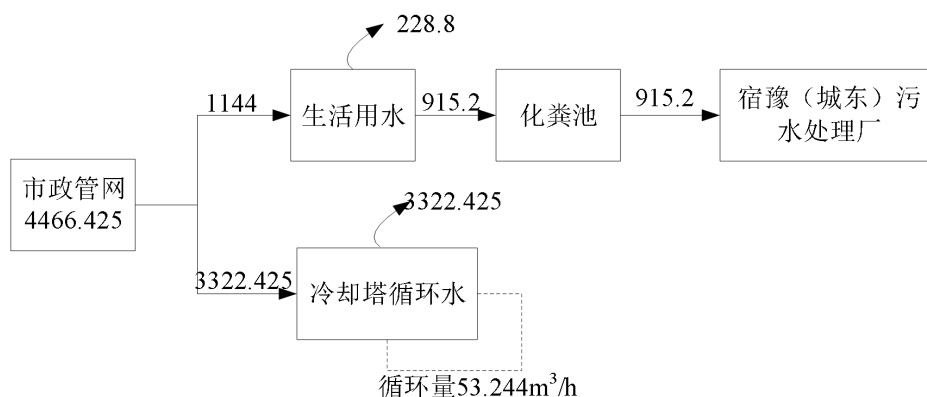 228.8
1144
生活用水
915.2
化粪池
915.2
宿豫（城东）污
水处理厂
市政管网
4466.425
3322.425
3322.425
冷却塔循环水
循环量53.244m³/h